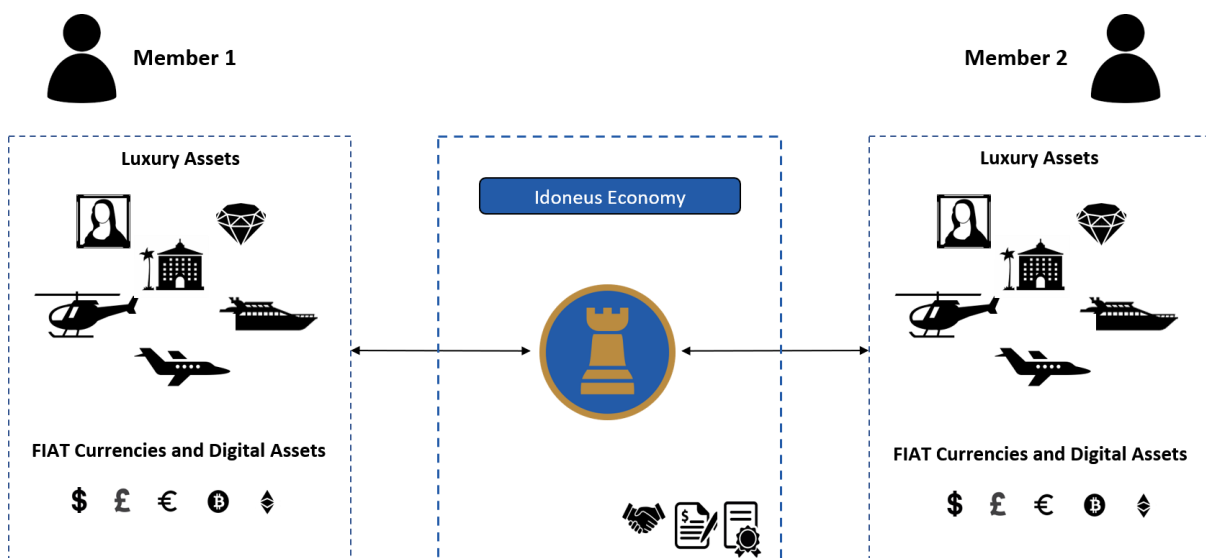 Member 1
Member 2
Luxury Assets
Idoneus Economy
Luxury Assets
FIAT Currencies and Digital Assets
$ £ € ₿
FIAT Currencies and Digital Assets
$ £ € ₿
$